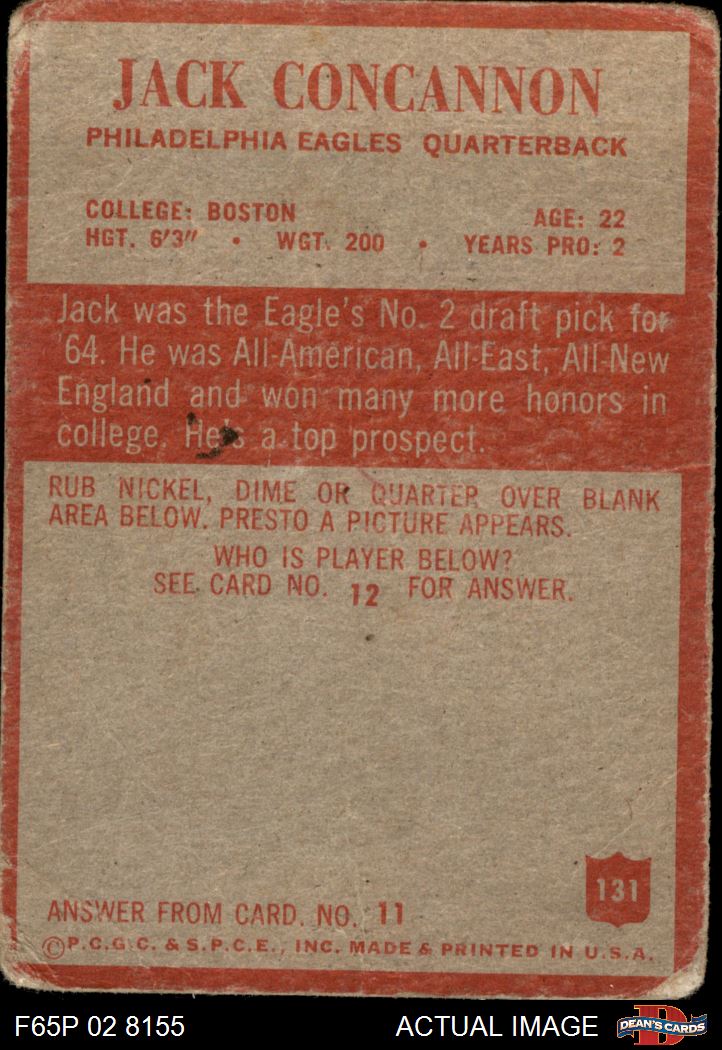 JACK CONCANNON
PHILADELPHIA EAGLES QUARTERBACK
COLLEGE: BOSTON AGE: 22
HGT. 6'3" • WGT. 200 • YEARS PRO: 2
Jack was the Eagle's No. 2 draft pick for
'64. He was All-American, All-East, All-New
England and won many more honors in
college. He's a top prospect.
RUB NICKEL, DIME OR QUARTER OVER BLANK
AREA BELOW. PRESTO A PICTURE APPEARS.
WHO IS PLAYER BELOW?
SEE CARD NO. 12 FOR ANSWER.
131
ANSWER FROM CARD. NO. 11
©P.C.G.C. & S.P.C.E., INC. MADE & PRINTED IN U.S.A.
F65P 02 8155 ACTUAL IMAGE
D
DEAN'S CARDS